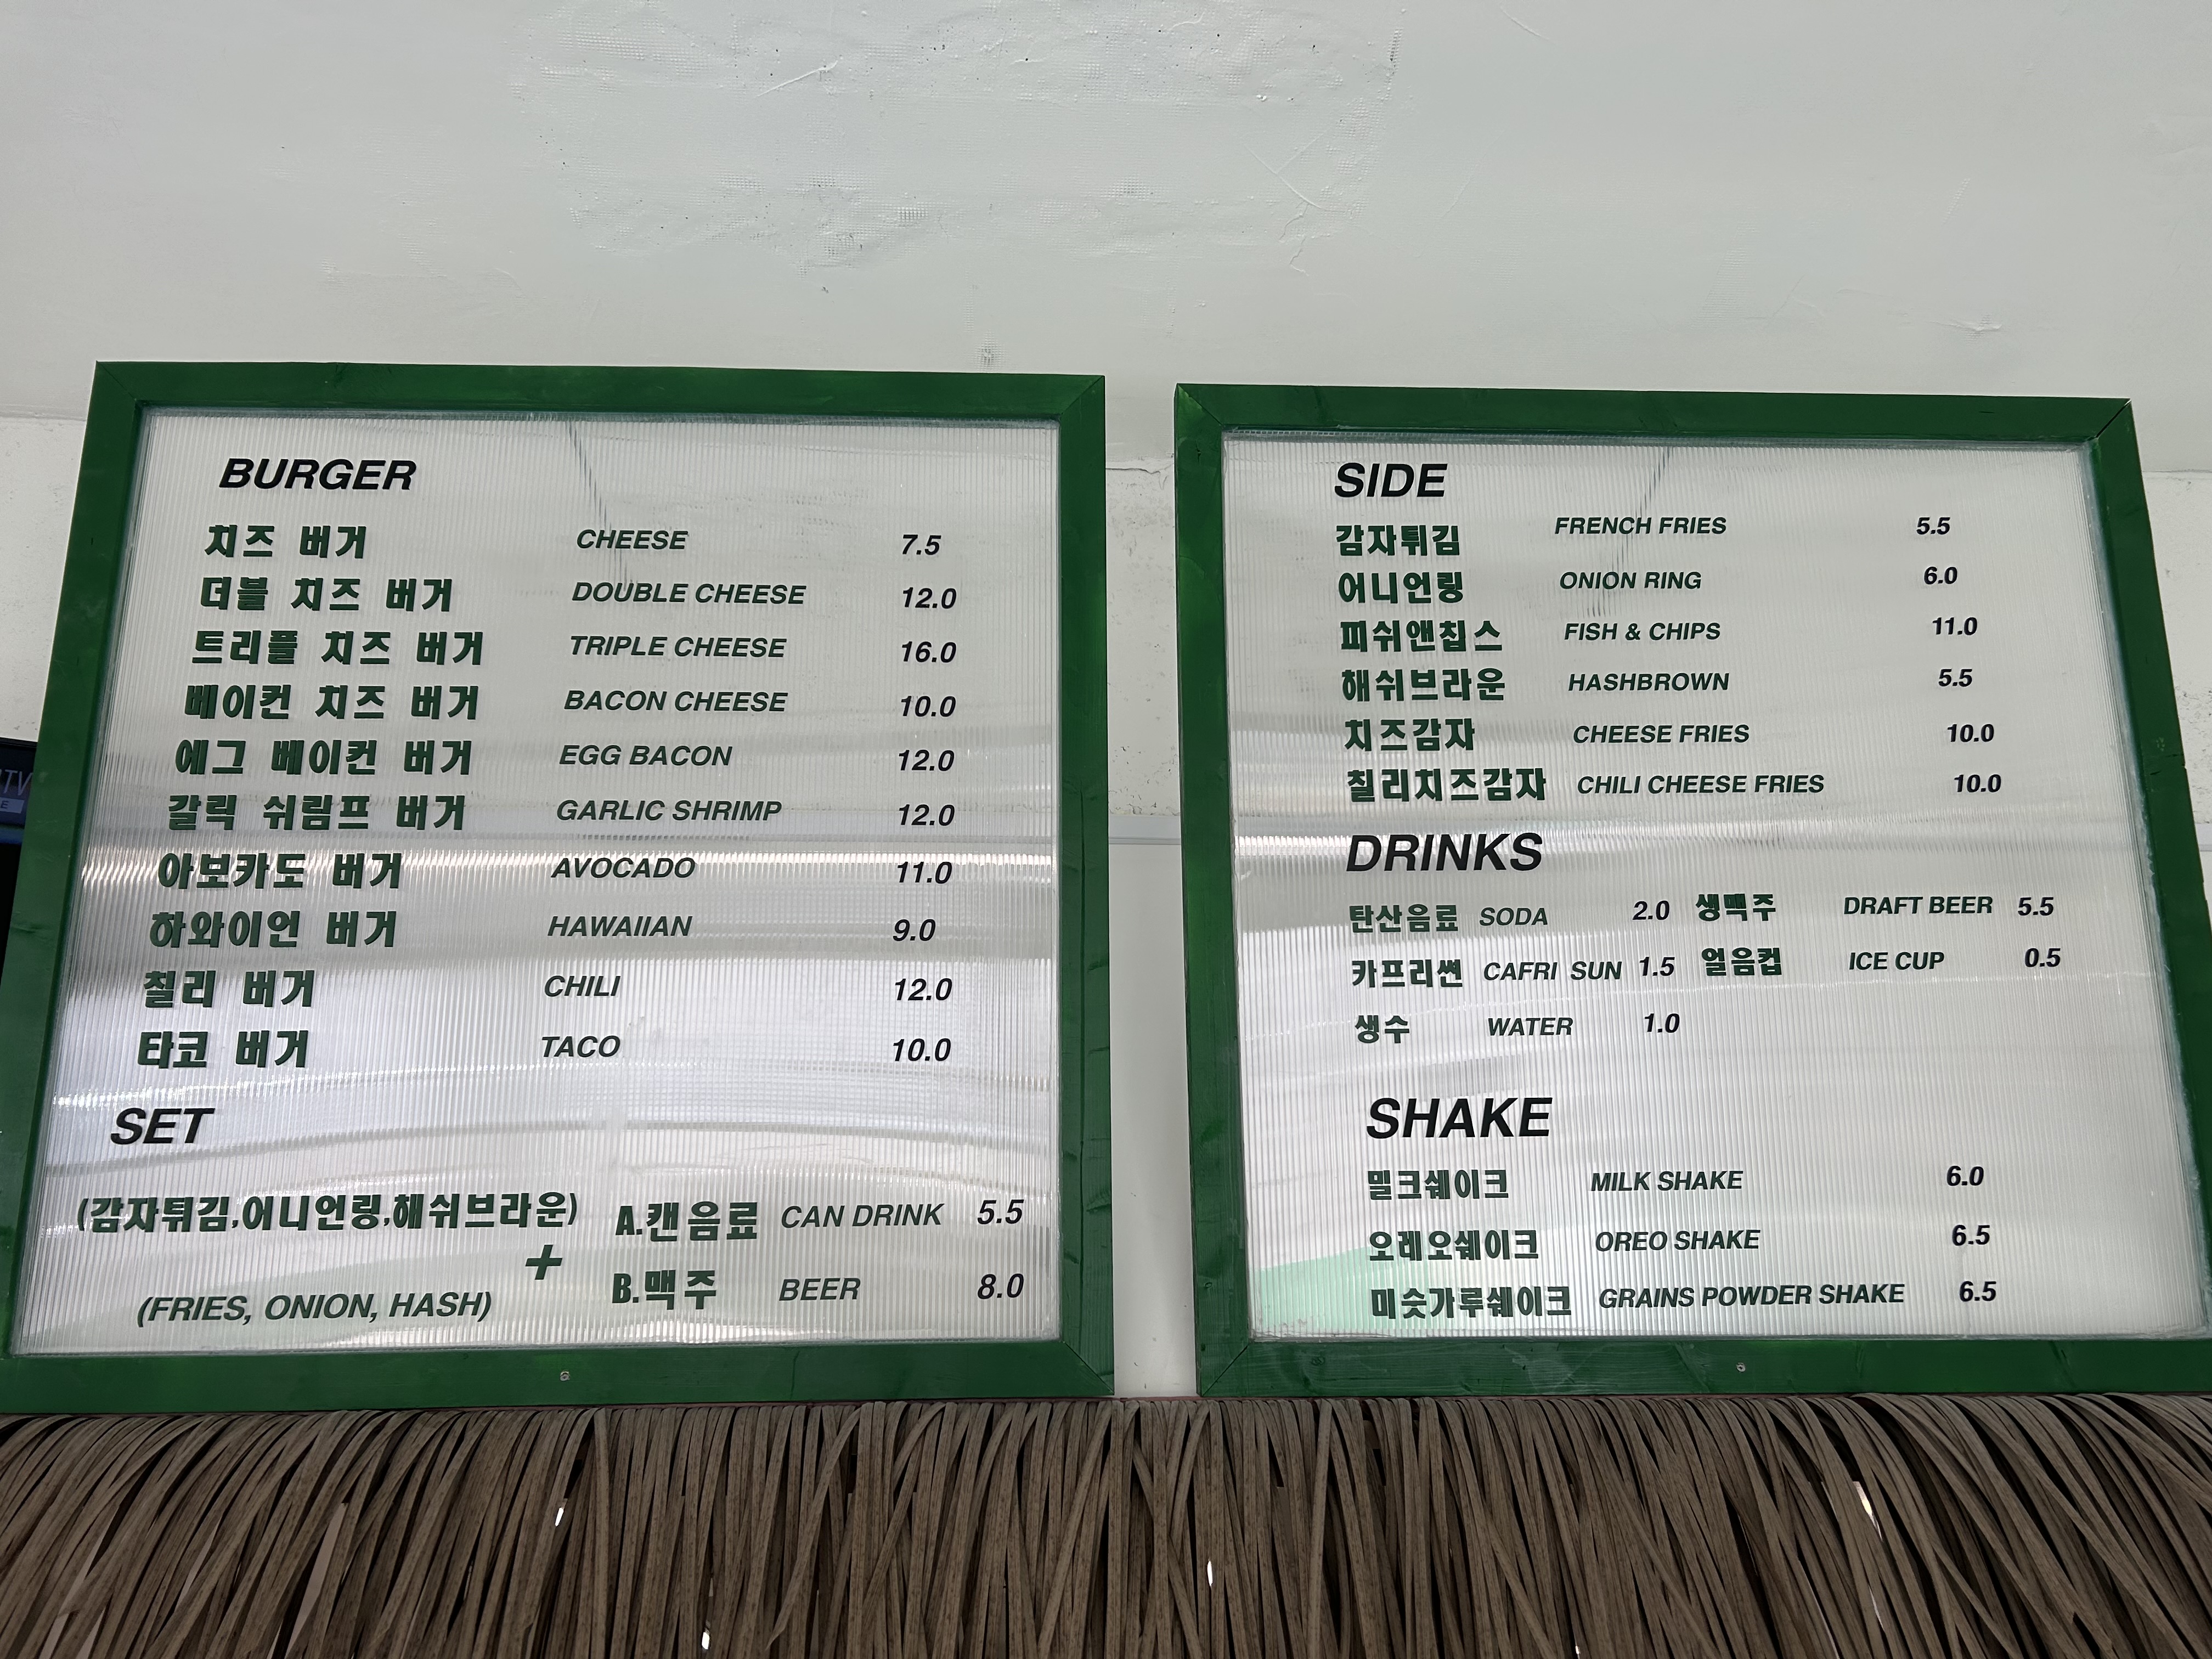 BURGER
치즈 버거 CHEESE 7.5
더블 치즈 버거 DOUBLE CHEESE 12.0
트리플 치즈 버거 TRIPLE CHEESE 16.0
베이컨 치즈 버거 BACON CHEESE 10.0
에그 베이컨 버거 EGG BACON 12.0
갈릭 쉬림프 버거 GARLIC SHRIMP 12.0
아보카도 버거 AVOCADO 11.0
하와이언 버거 HAWAIIAN 9.0
칠리 버거 CHILI 12.0
타코 버거 TACO 10.0
SET
(감자튀김,어니언링,해쉬브라운) A.캔음료 CAN DRINK 5.5
+
(FRIES, ONION, HASH) B.맥주 BEER 8.0
SIDE
감자튀김 FRENCH FRIES 5.5
어니언링 ONION RING 6.0
피쉬앤칩스 FISH & CHIPS 11.0
해쉬브라운 HASHBROWN 5.5
치즈감자 CHEESE FRIES 10.0
칠리치즈감자 CHILI CHEESE FRIES 10.0
DRINKS
탄산음료 SODA 2.0 생맥주 DRAFT BEER 5.5
카프리썬 CAFRI SUN 1.5 얼음컵 ICE CUP 0.5
생수 WATER 1.0
SHAKE
밀크쉐이크 MILK SHAKE 6.0
오레오쉐이크 OREO SHAKE 6.5
미숫가루쉐이크 GRAINS POWDER SHAKE 6.5